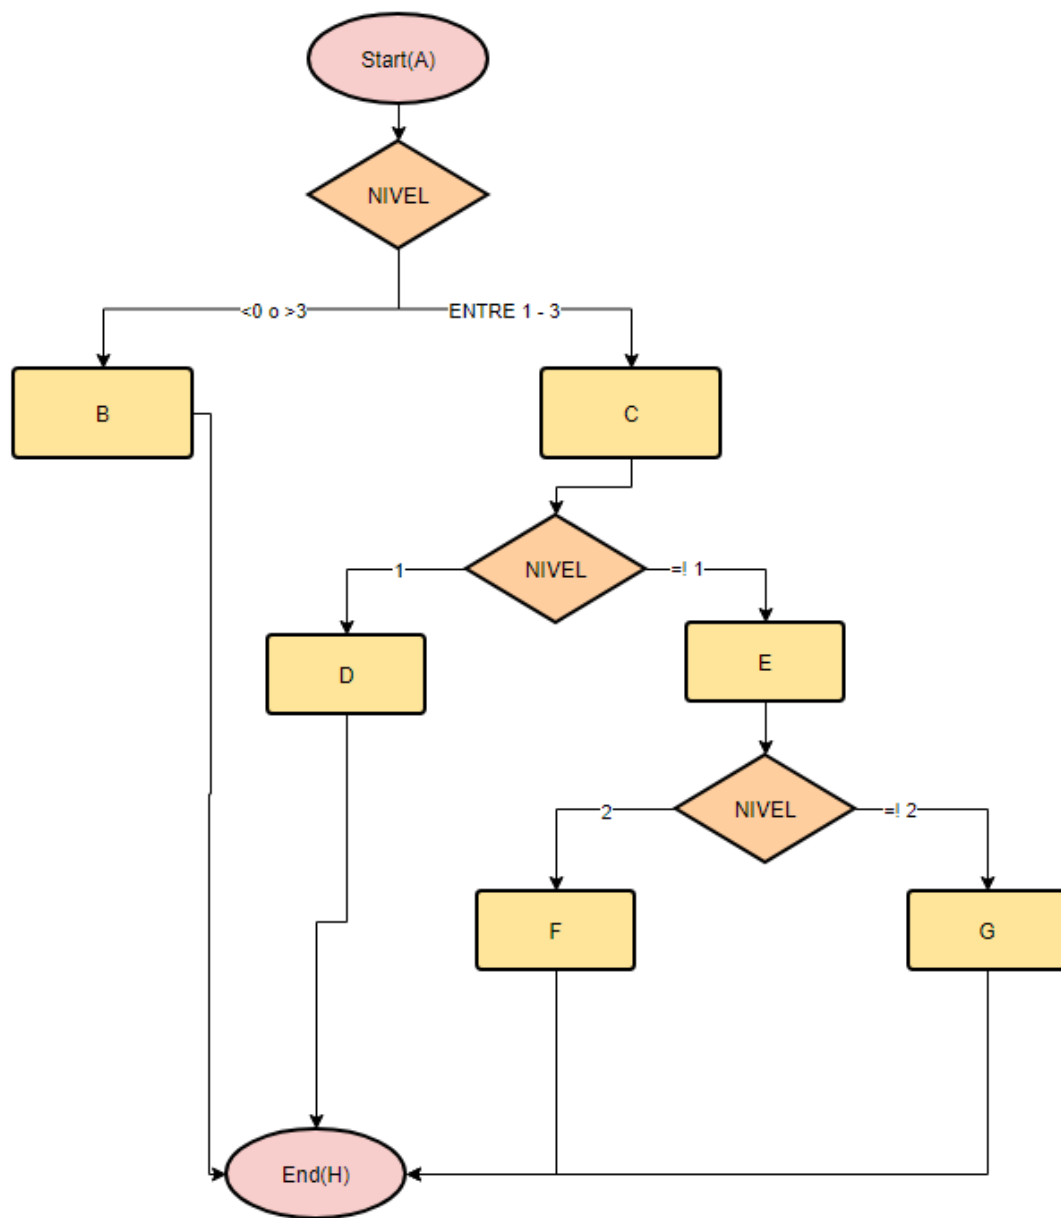 Start(A)
NIVEL
<0 o >3
ENTRE 1 - 3
B
C
NIVEL
1
=! 1
D
E
NIVEL
2
=! 2
F
G
End(H)